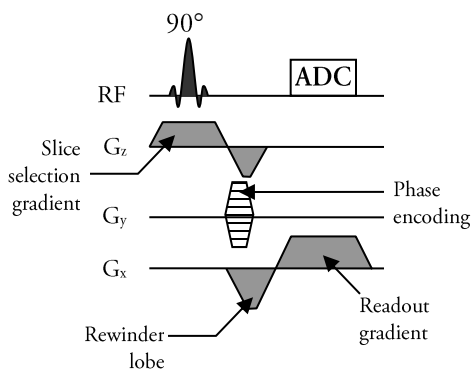 90°
ADC
RF
Slice
selection
gradient
Gz
Phase
encoding
Gy
Gx
Readout
gradient
Rewinder
lobe